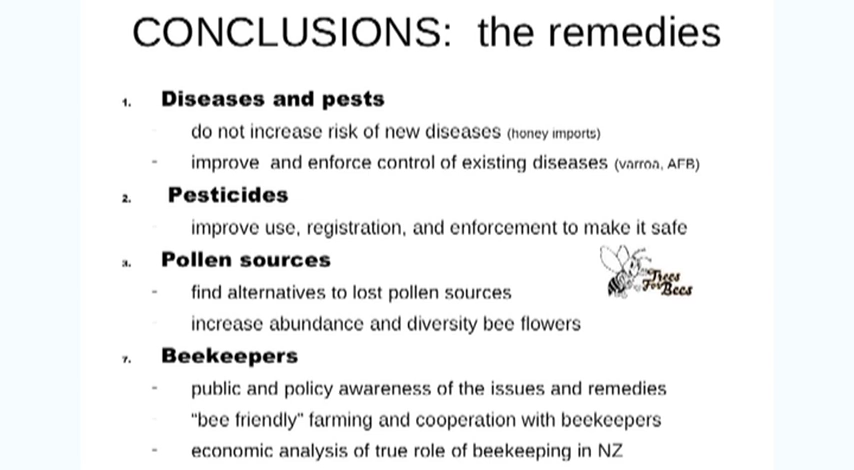 CONCLUSIONS: the remedies
1. Diseases and pests
do not increase risk of new diseases (honey imports)
- improve and enforce control of existing diseases (varroa, AFB)
2. Pesticides
improve use, registration, and enforcement to make it safe
3. Pollen sources
Trees
For Bees
- find alternatives to lost pollen sources
increase abundance and diversity bee flowers
7. Beekeepers
- public and policy awareness of the issues and remedies
"bee friendly" farming and cooperation with beekeepers
- economic analysis of true role of beekeeping in NZ